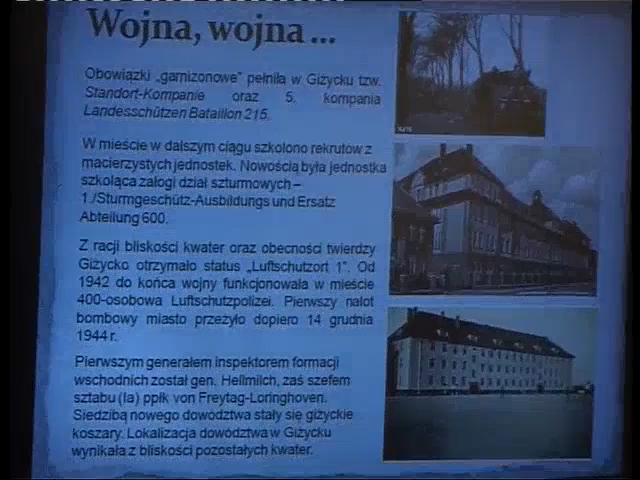 Wojna, wojna...
Obowiązki „garnizonowe” pełniła w Giżycku tzw.
Standort-Kompanie oraz 5. kompania
Landesschützen Bataillon 215.
W mieście w dalszym ciągu szkolono rekrutów z
macierzystych jednostek. Nowością była jednostka
szkoląca załogi dział szturmowych –
1./Sturmgeschütz-Ausbildungs und Ersatz
Abteilung 600.
Z racji bliskości kwater oraz obecności twierdzy
Giżycko otrzymało status „Luftschutzort 1”. Od
1942 do końca wojny funkcjonowała w mieście
400-osobowa Luftschutzpolizei. Pierwszy nalot
bombowy miasto przeżyło dopiero 14 grudnia
1944 r.
Pierwszym generałem inspektorem formacji
wschodnich został gen. Hellmich, zaś szefem
sztabu (Ia) ppłk von Freytag-Loringhoven.
Siedzibą nowego dowództwa stały się giżyckie
koszary. Lokalizacja dowództwa w Giżycku
wynikała z bliskości pozostałych kwater.